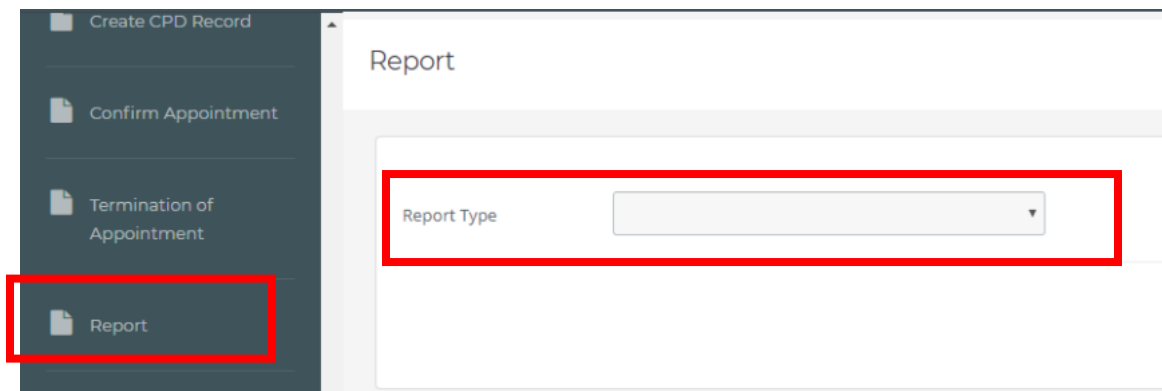 Create CPD Record
Confirm Appointment
Termination of
Appointment
Report
Report
Report Type